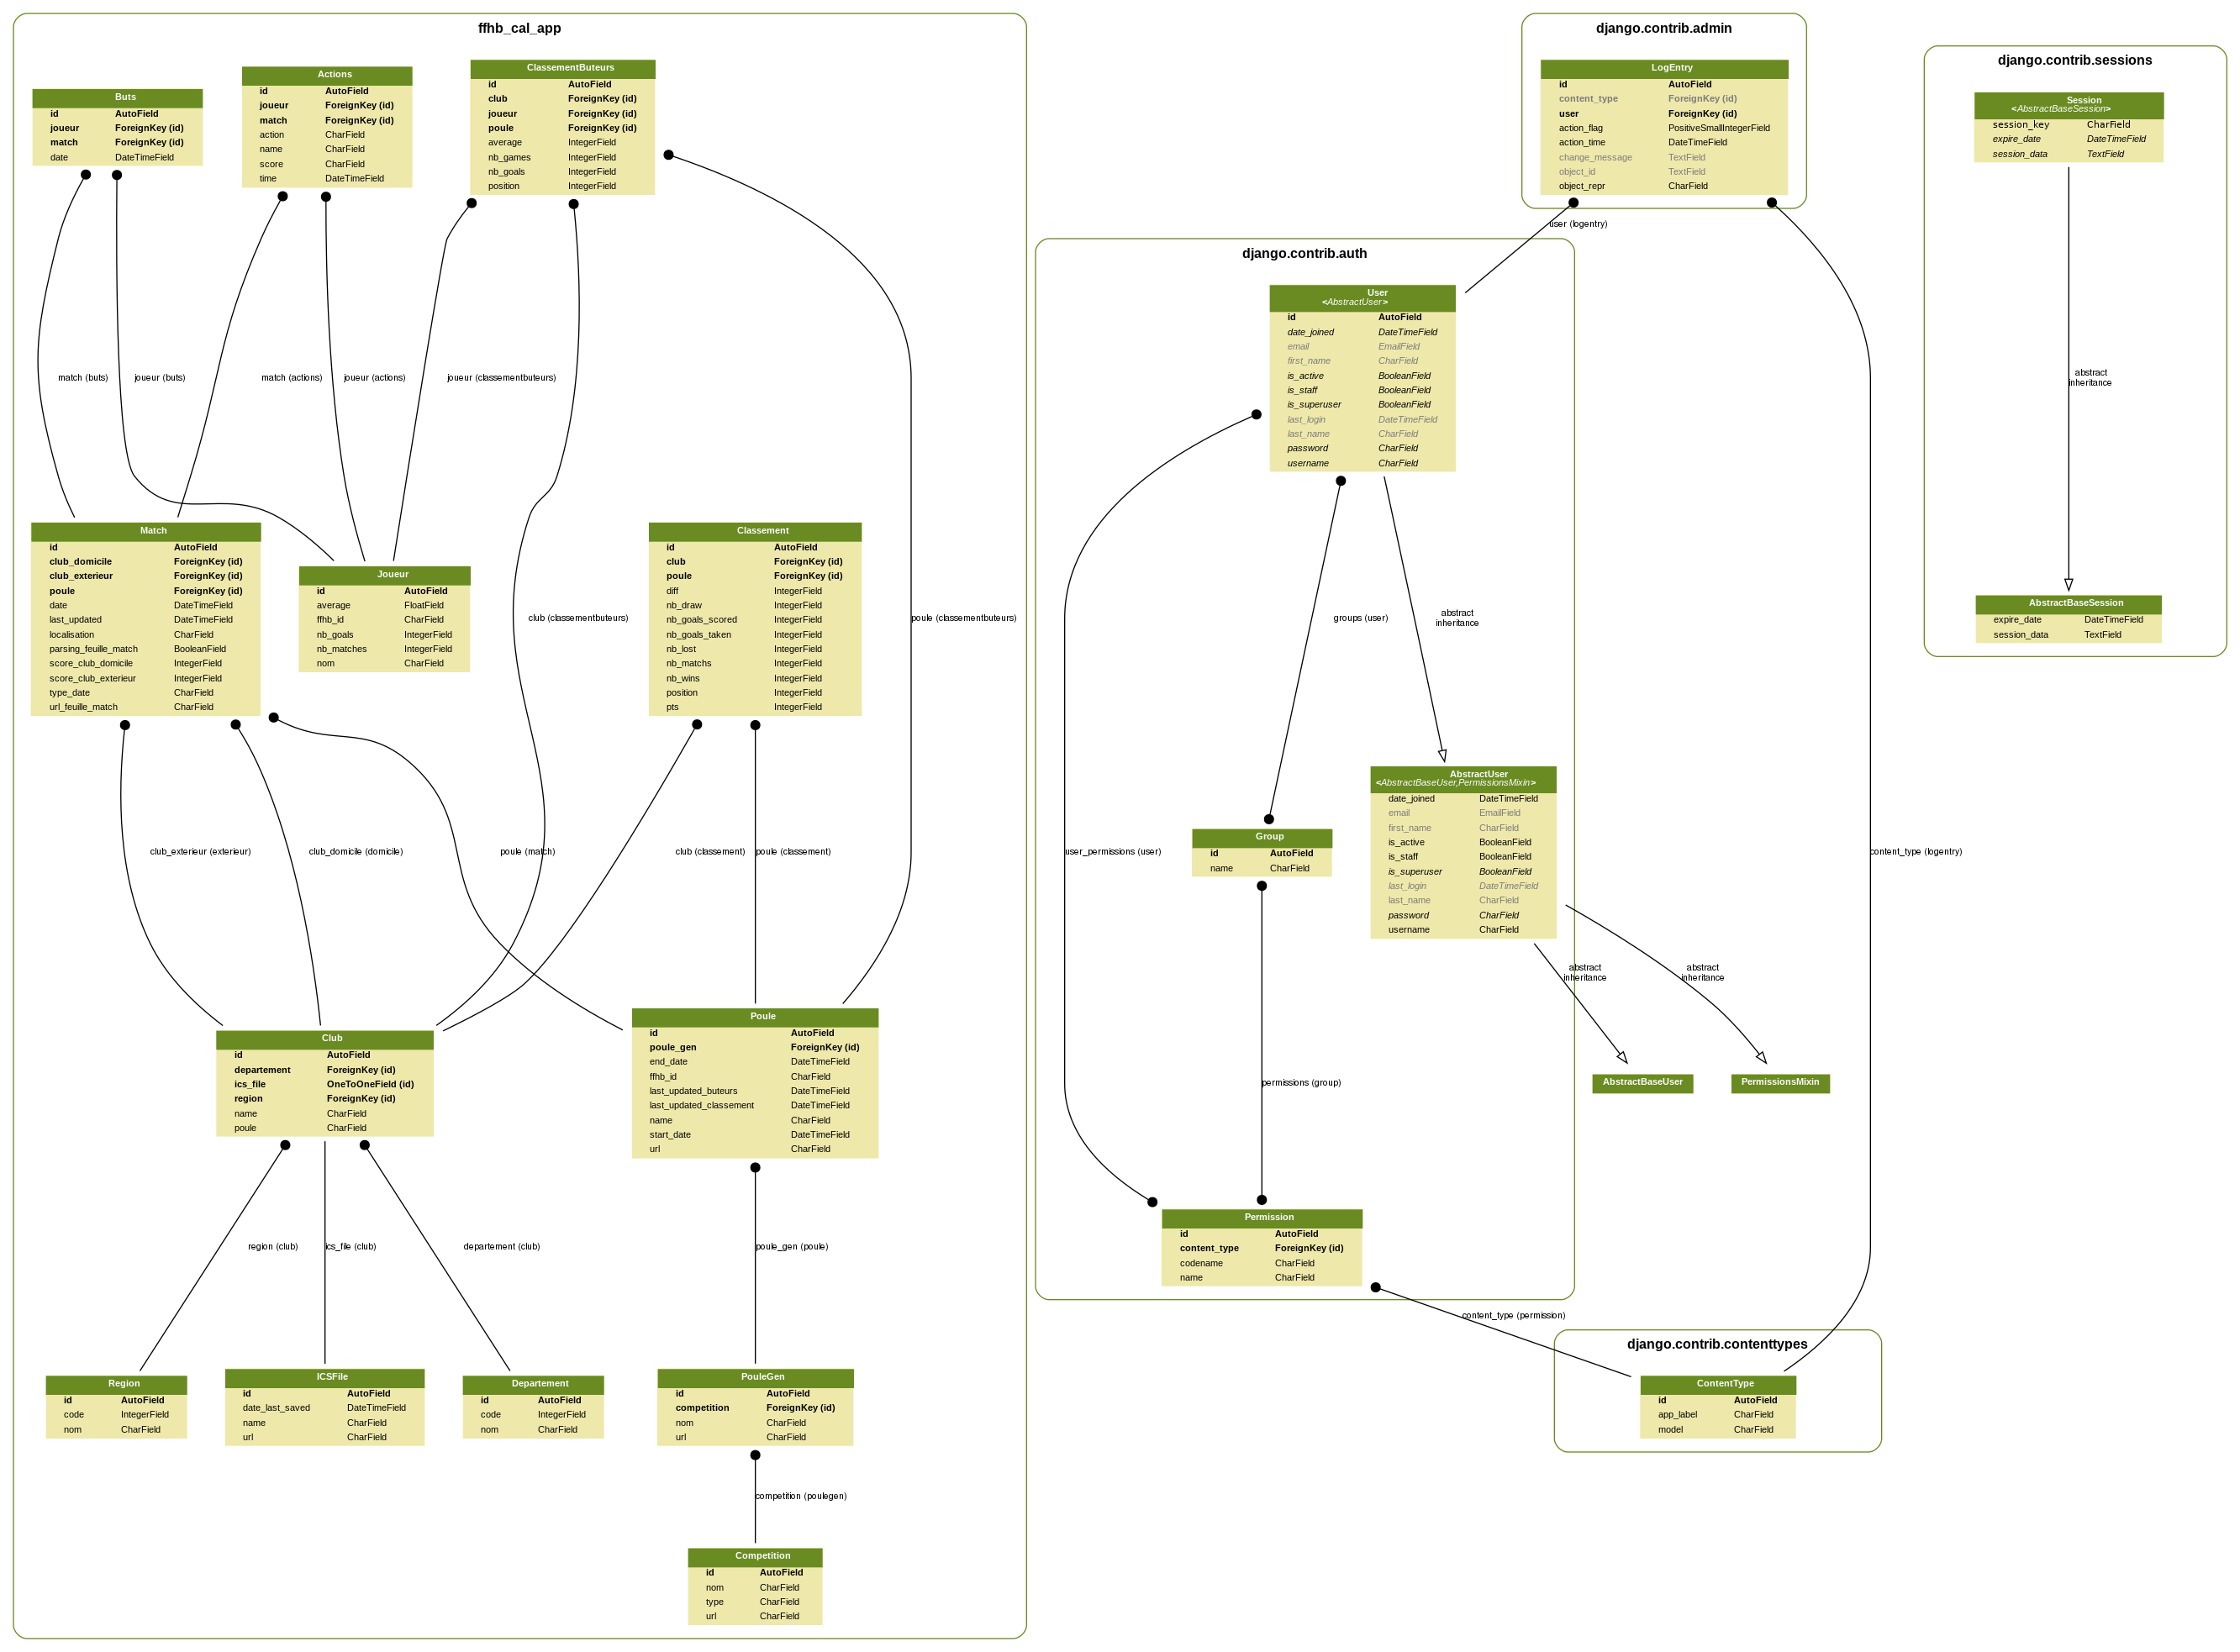 ffhb_cal_app
Buts
id AutoField
joueur ForeignKey (id)
match ForeignKey (id)
date DateTimeField
Actions
id AutoField
joueur ForeignKey (id)
match ForeignKey (id)
action CharField
name CharField
score CharField
time DateTimeField
ClassementButeurs
id AutoField
club ForeignKey (id)
joueur ForeignKey (id)
poule ForeignKey (id)
average IntegerField
nb_games IntegerField
nb_goals IntegerField
position IntegerField
match (buts)
joueur (buts)
match (actions)
joueur (actions)
joueur (classementbuteurs)
Match
id AutoField
club_domicile ForeignKey (id)
club_exterieur ForeignKey (id)
poule ForeignKey (id)
date DateTimeField
last_updated DateTimeField
localisation CharField
parsing_feuille_match BooleanField
score_club_domicile IntegerField
score_club_exterieur IntegerField
type_date CharField
url_feuille_match CharField
Joueur
id AutoField
average FloatField
ffhb_id CharField
nb_goals IntegerField
nb_matches IntegerField
nom CharField
club (classementbuteurs)
Classement
id AutoField
club ForeignKey (id)
poule ForeignKey (id)
diff IntegerField
nb_draw IntegerField
nb_goals_scored IntegerField
nb_goals_taken IntegerField
nb_lost IntegerField
nb_matchs IntegerField
nb_wins IntegerField
position IntegerField
pts IntegerField
poule (classementbuteurs)
club_exterieur (exterieur)
club_domicile (domicile)
poule (match)
club (classement)
poule (classement)
Club
id AutoField
departement ForeignKey (id)
ics_file OneToOneField (id)
region ForeignKey (id)
name CharField
poule CharField
Poule
id AutoField
poule_gen ForeignKey (id)
end_date DateTimeField
ffhb_id CharField
last_updated_buteurs DateTimeField
last_updated_classement DateTimeField
name CharField
start_date DateTimeField
url CharField
region (club)
ics_file (club)
departement (club)
poule_gen (poule)
Region
id AutoField
code IntegerField
nom CharField
ICSFile
id AutoField
date_last_saved DateTimeField
name CharField
url CharField
Departement
id AutoField
code IntegerField
nom CharField
PouleGen
id AutoField
competition ForeignKey (id)
nom CharField
url CharField
competition (poulegen)
Competition
id AutoField
nom CharField
type CharField
url CharField
django.contrib.admin
LogEntry
id AutoField
content_type ForeignKey (id)
user ForeignKey (id)
action_flag PositiveSmallIntegerField
action_time DateTimeField
change_message TextField
object_id TextField
object_repr CharField
user (logentry)
django.contrib.auth
User
<AbstractUser>
id AutoField
date_joined DateTimeField
email EmailField
first_name CharField
is_active BooleanField
is_staff BooleanField
is_superuser BooleanField
last_login DateTimeField
last_name CharField
password CharField
username CharField
groups (user)
abstract
inheritance
AbstractUser
<AbstractBaseUser,PermissionsMixin>
date_joined DateTimeField
email EmailField
first_name CharField
is_active BooleanField
is_staff BooleanField
is_superuser BooleanField
last_login DateTimeField
last_name CharField
password CharField
username CharField
user_permissions (user)
Group
id AutoField
name CharField
content_type (logentry)
abstract
inheritance
abstract
inheritance
permissions (group)
AbstractBaseUser
PermissionsMixin
Permission
id AutoField
content_type ForeignKey (id)
codename CharField
name CharField
content_type (permission)
django.contrib.contenttypes
ContentType
id AutoField
app_label CharField
model CharField
django.contrib.sessions
Session
<AbstractBaseSession>
session_key CharField
expire_date DateTimeField
session_data TextField
abstract
inheritance
AbstractBaseSession
expire_date DateTimeField
session_data TextField